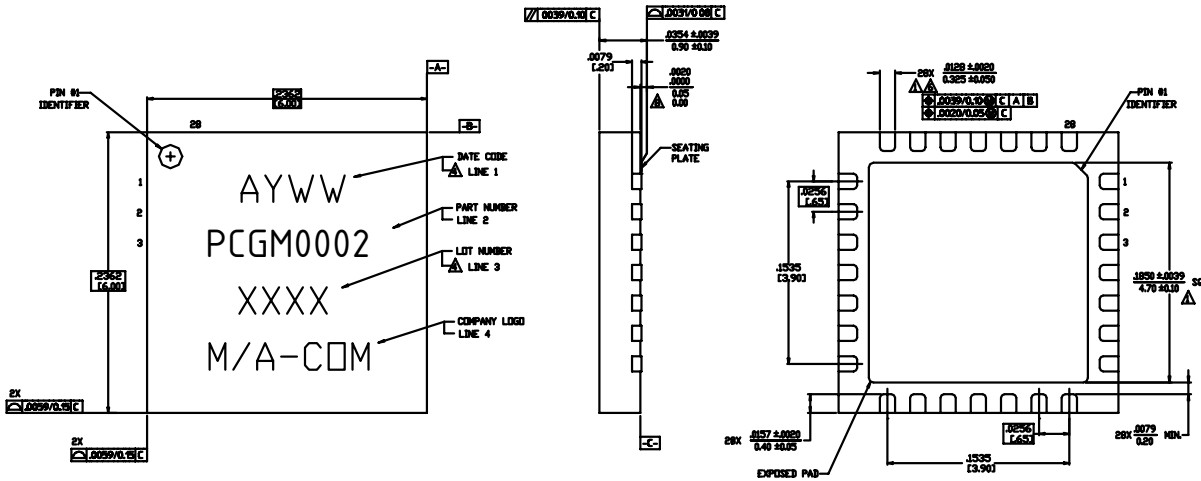 // .0039/0.10 C
.0031/0.08 C
.0354 ±.0039
0.90 ±0.10
.0079
[.20]
.0020
.0000
0.05
0.00
SEATING
PLATE
-C-
-A-
.2362
[6.00]
PIN #1
IDENTIFIER
28
-B-
1
2
3
AYWW
PCGM0002
XXXX
M/A-COM
DATE CODE
LINE 1
PART NUMBER
LINE 2
LOT NUMBER
LINE 3
COMPANY LOGO
LINE 4
.2362
[6.00]
2X
.0059/0.15 C
2X
.0059/0.15 C
28X .0128 ±.0020
0.325 ±0.050
1 6
.0039/0.10 M C A B
.0020/0.05 M C
PIN #1
IDENTIFIER
28
1
2
3
.0256
[.65]
.1535
[3.90]
.1850 ±.0039
4.70 ±0.10
1
28X .0157 ±.0020
0.40 ±0.05
.0256
[.65]
28X .0079
0.20 MIN.
.1535
[3.90]
EXPOSED PAD